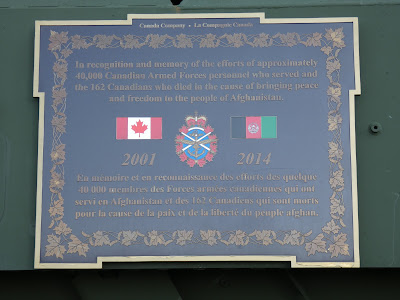 Canada Company • La Compagnie Canada
In recognition and memory of the efforts of approximately
40,000 Canadian Armed Forces personnel who served and
the 162 Canadians who died in the cause of bringing peace
and freedom to the people of Afghanistan.
2001 2014
En mémoire et en reconnaissance des efforts des quelque
40 000 membres des Forces armées canadiennes qui ont
servi en Afghanistan et des 162 Canadiens qui sont morts
pour la cause de la paix et de la liberté du peuple afghan.